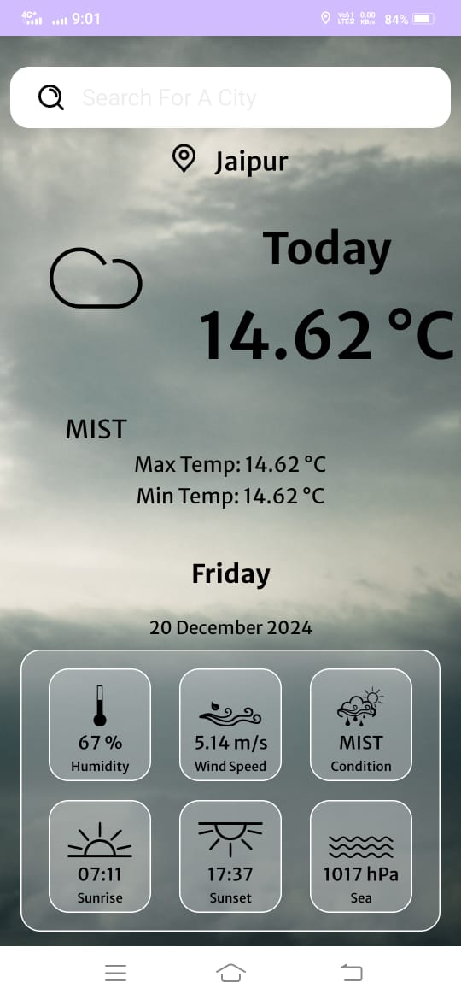 4G+ 9:01 Vo) 1 LTE2 0.00 KB/s 84%
Search For A City
Jaipur
Today
14.62 °C
MIST
Max Temp: 14.62 °C
Min Temp: 14.62 °C
Friday
20 December 2024
67 % 5.14 m/s MIST
Humidity Wind Speed Condition
07:11 17:37 1017 hPa
Sunrise Sunset Sea